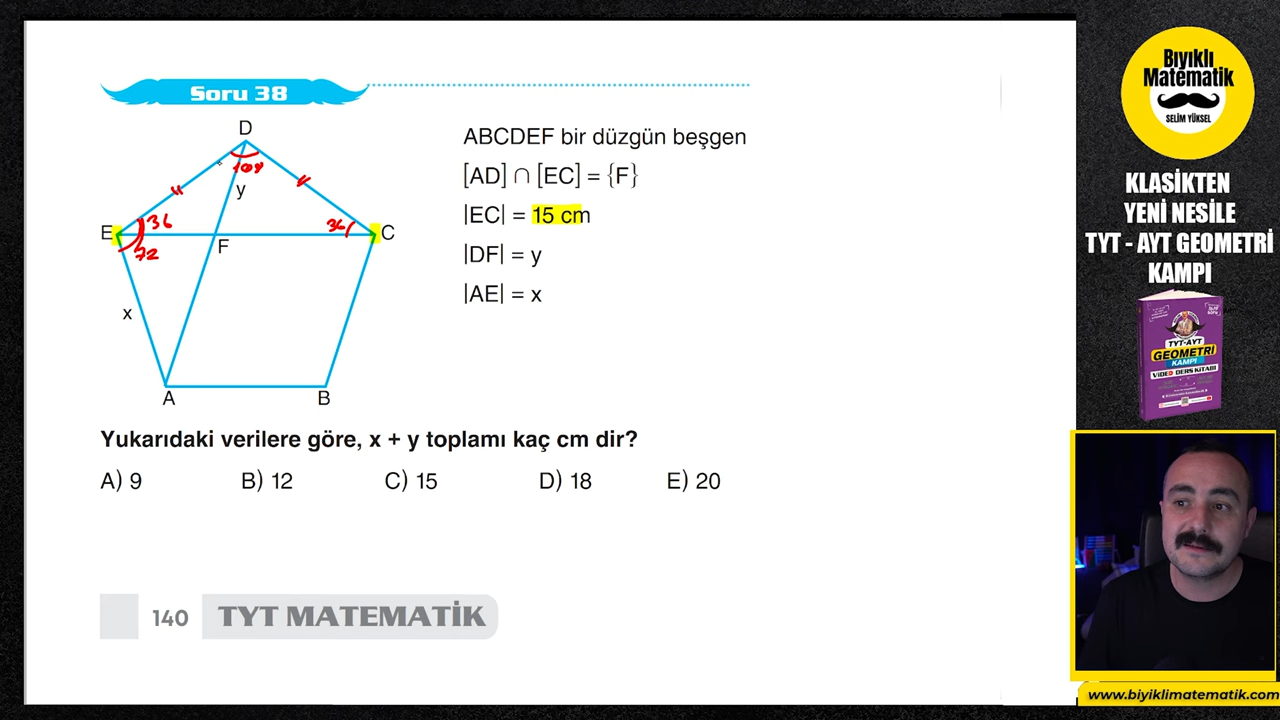 Soru 38
D
108
y
36
36
E
F
C
72
x
A
B
ABCDEF bir düzgün beşgen
[AD] ∩ [EC] = {F}
|EC| = 15 cm
|DF| = y
|AE| = x
Yukarıdaki verilere göre, x + y toplamı kaç cm dir?
A) 9 B) 12 C) 15 D) 18 E) 20
140 TYT MATEMATİK
Bıyıklı
Matematik
SELİM YÜKSEL
KLASİKTEN
YENİ NESİLE
TYT - AYT GEOMETRİ
KAMPI
TYT-AYT
GEOMETRİ
KAMPI
VİDEO DERS KİTABI
www.biyiklimatematik.com